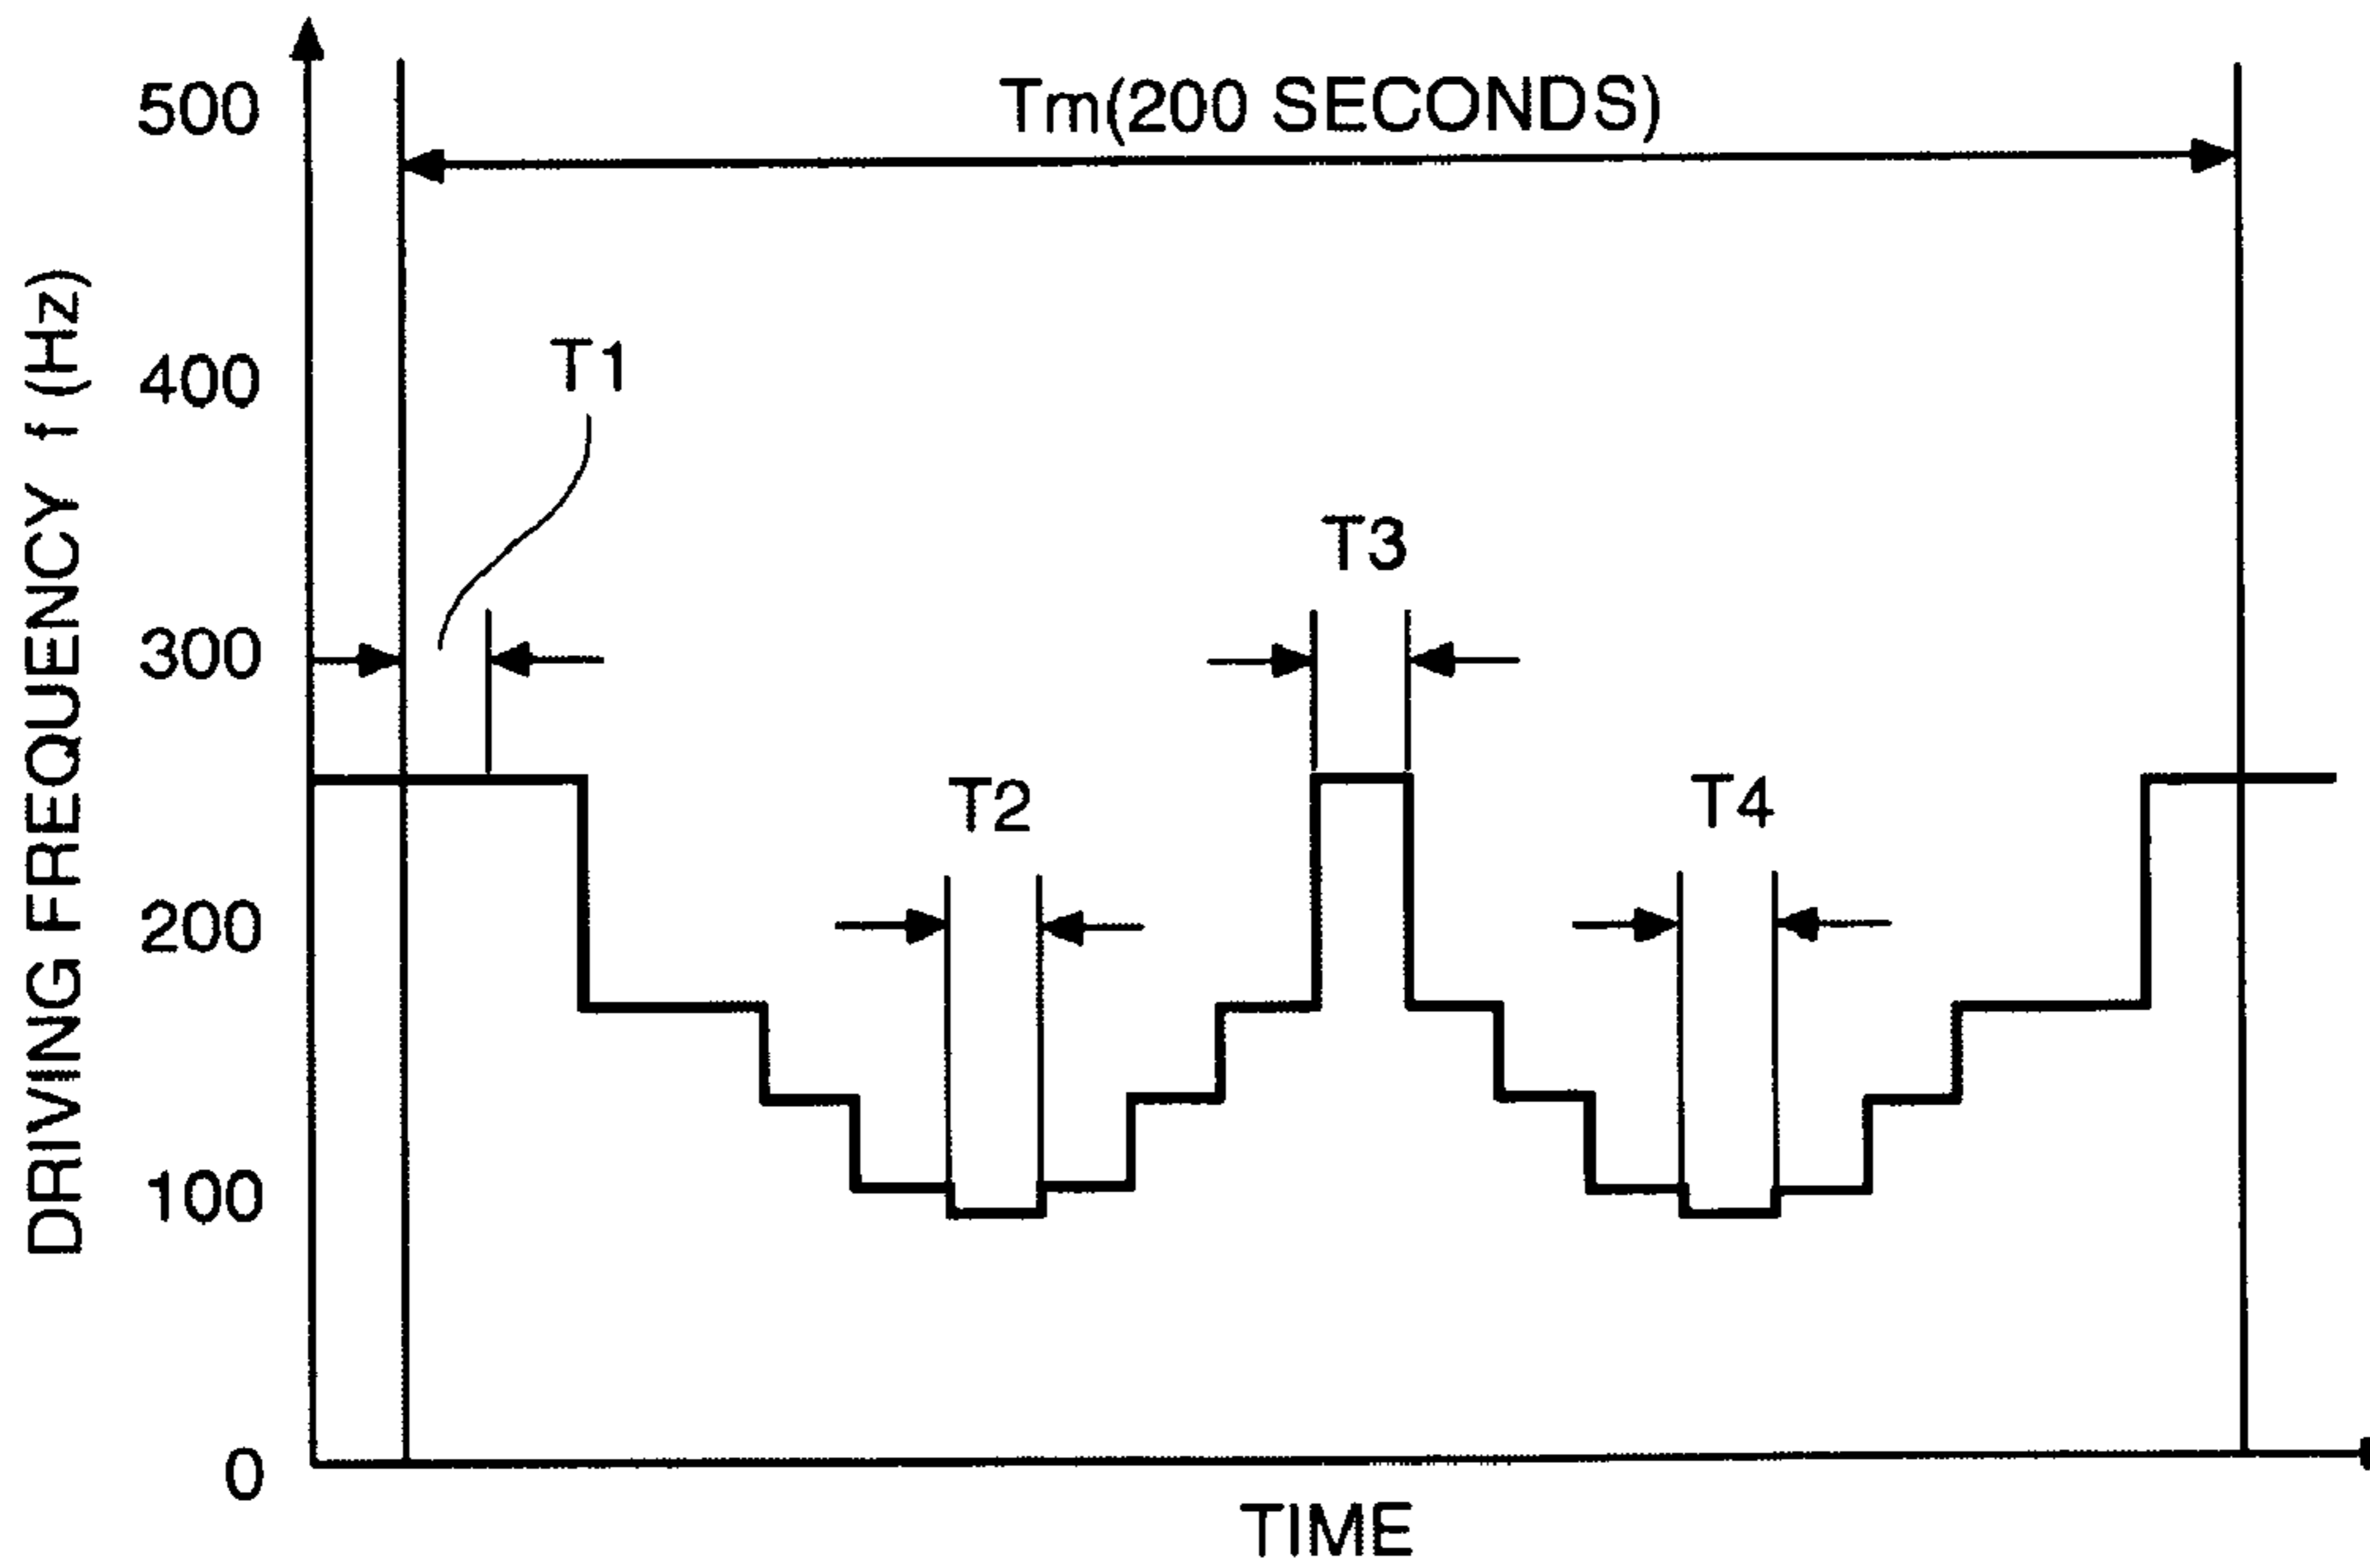 500
Tm(200 SECONDS)
400
T1
T3
300
T2
T4
200
100
0
DRIVING FREQUENCY f (Hz)
TIME